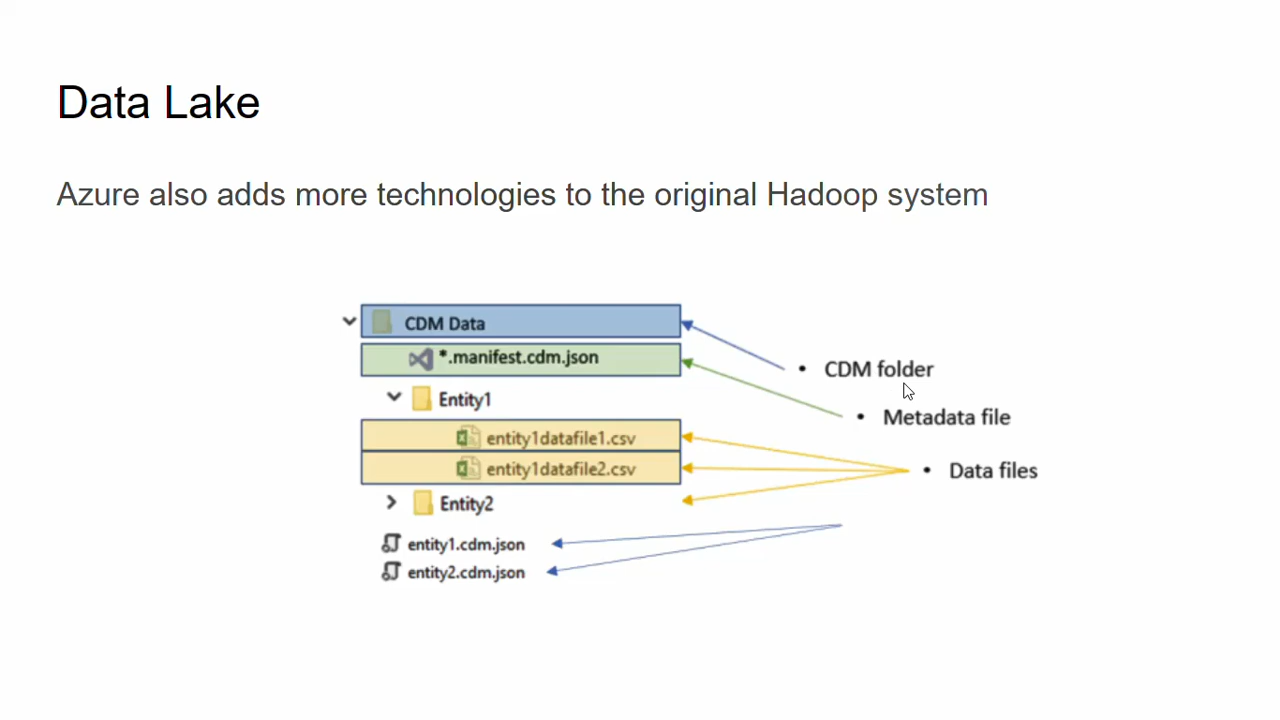 Data Lake
Azure also adds more technologies to the original Hadoop system
CDM Data
*.manifest.cdm.json
Entity1
entity1datafile1.csv
entity1datafile2.csv
Entity2
entity1.cdm.json
entity2.cdm.json
• CDM folder
• Metadata file
• Data files